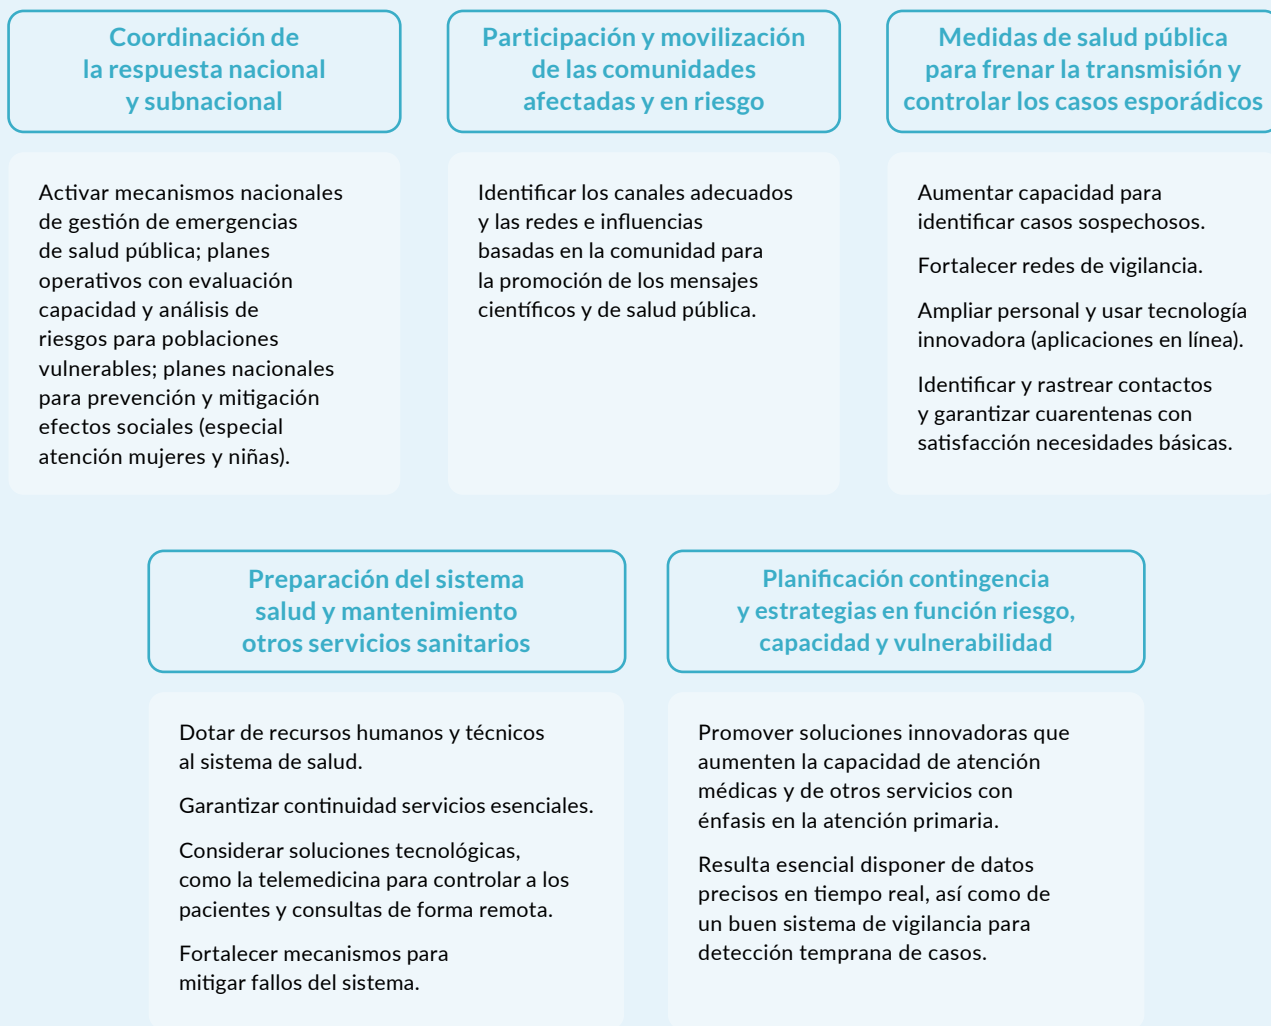 Coordinación de
la respuesta nacional
y subnacional
Activar mecanismos nacionales
de gestión de emergencias
de salud pública; planes
operativos con evaluación
capacidad y análisis de
riesgos para poblaciones
vulnerables; planes nacionales
para prevención y mitigación
efectos sociales (especial
atención mujeres y niñas).
Participación y movilización
de las comunidades
afectadas y en riesgo
Identificar los canales adecuados
y las redes e influencias
basadas en la comunidad para
la promoción de los mensajes
científicos y de salud pública.
Medidas de salud pública
para frenar la transmisión y
controlar los casos esporádicos
Aumentar capacidad para
identificar casos sospechosos.
Fortalecer redes de vigilancia.
Ampliar personal y usar tecnología
innovadora (aplicaciones en línea).
Identificar y rastrear contactos
y garantizar cuarentenas con
satisfacción necesidades básicas.
Preparación del sistema
salud y mantenimiento
otros servicios sanitarios
Dotar de recursos humanos y técnicos
al sistema de salud.
Garantizar continuidad servicios esenciales.
Considerar soluciones tecnológicas,
como la telemedicina para controlar a los
pacientes y consultas de forma remota.
Fortalecer mecanismos para
mitigar fallos del sistema.
Planificación contingencia
y estrategias en función riesgo,
capacidad y vulnerabilidad
Promover soluciones innovadoras que
aumenten la capacidad de atención
médicas y de otros servicios con
énfasis en la atención primaria.
Resulta esencial disponer de datos
precisos en tiempo real, así como de
un buen sistema de vigilancia para
detección temprana de casos.